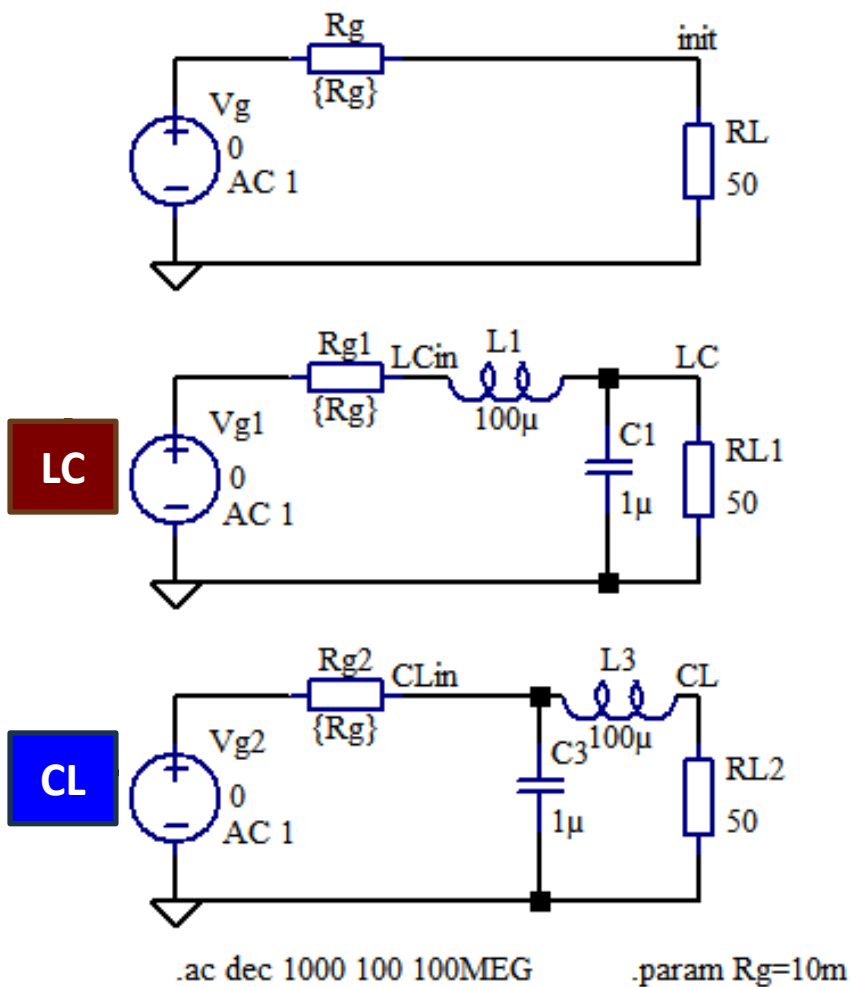 Rg
init
{Rg}
Vg
0
AC 1
RL
50
Rg1
LCin
L1
LC
{Rg}
100µ
LC
Vg1
0
AC 1
C1
1µ
RL1
50
Rg2
CLin
L3
CL
{Rg}
100µ
CL
Vg2
0
AC 1
C3
1µ
RL2
50
.ac dec 1000 100 100MEG
.param Rg=10m